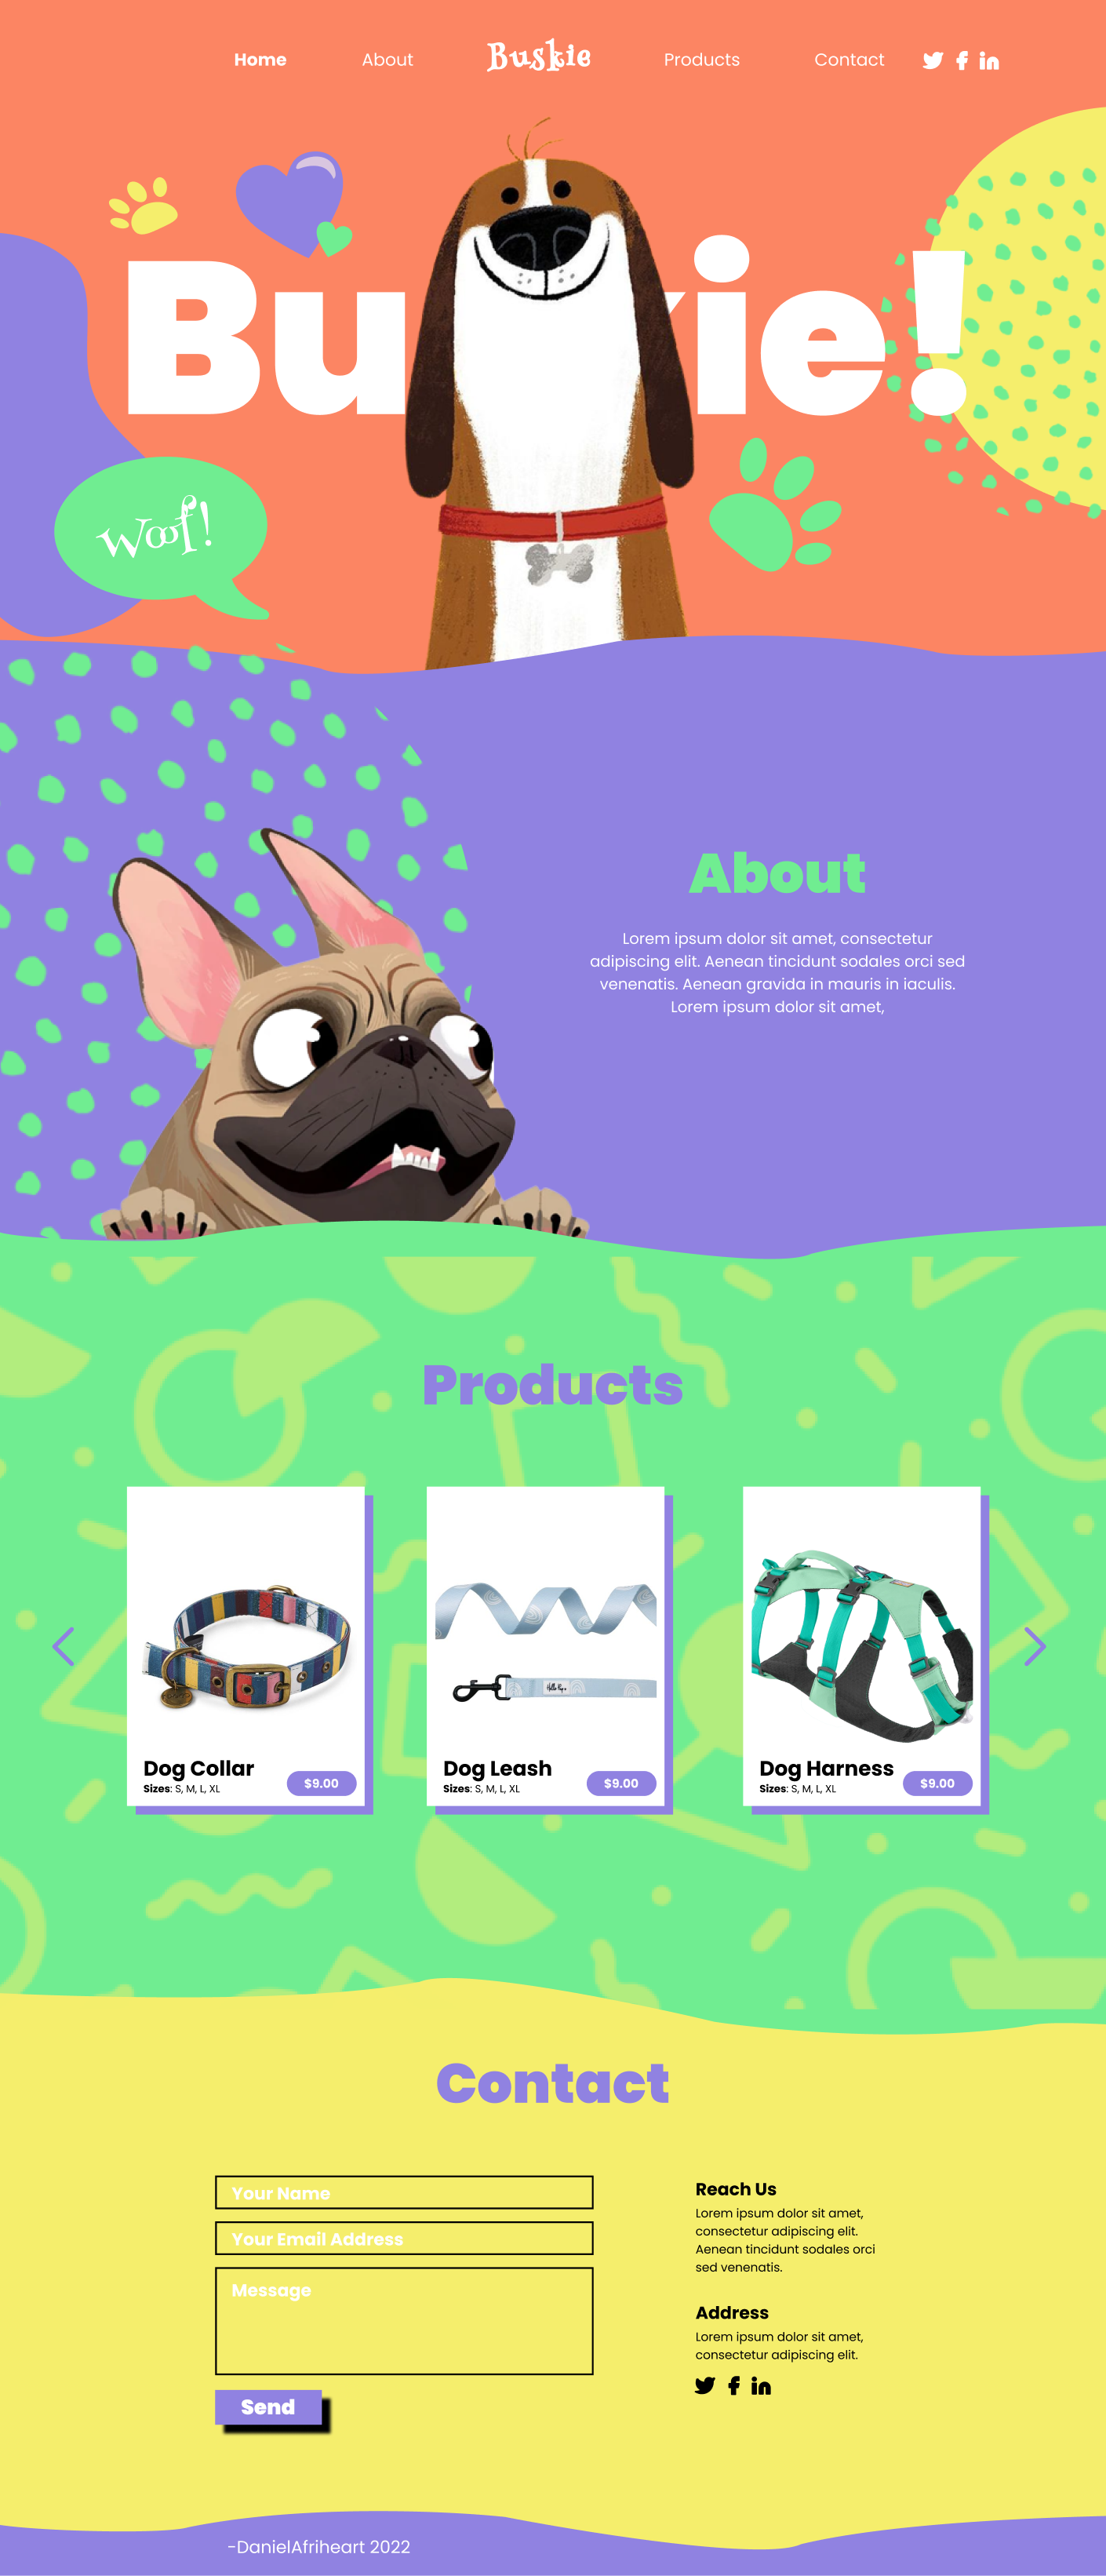 Home
About
Buskie
Products
Contact
Bu kie!
Woof!
About
Lorem ipsum dolor sit amet, consectetur
adipiscing elit. Aenean tincidunt sodales orci sed
venenatis. Aenean gravida in mauris in iaculis.
Lorem ipsum dolor sit amet,
Products
Dog Collar
Sizes: S, M, L, XL
$9.00
Dog Leash
Sizes: S, M, L, XL
$9.00
Dog Harness
Sizes: S, M, L, XL
$9.00
Contact
Your Name
Your Email Address
Message
Send
Reach Us
Lorem ipsum dolor sit amet,
consectetur adipiscing elit.
Aenean tincidunt sodales orci
sed venenatis.
Address
Lorem ipsum dolor sit amet,
consectetur adipiscing elit.
-DanielAfriheart 2022